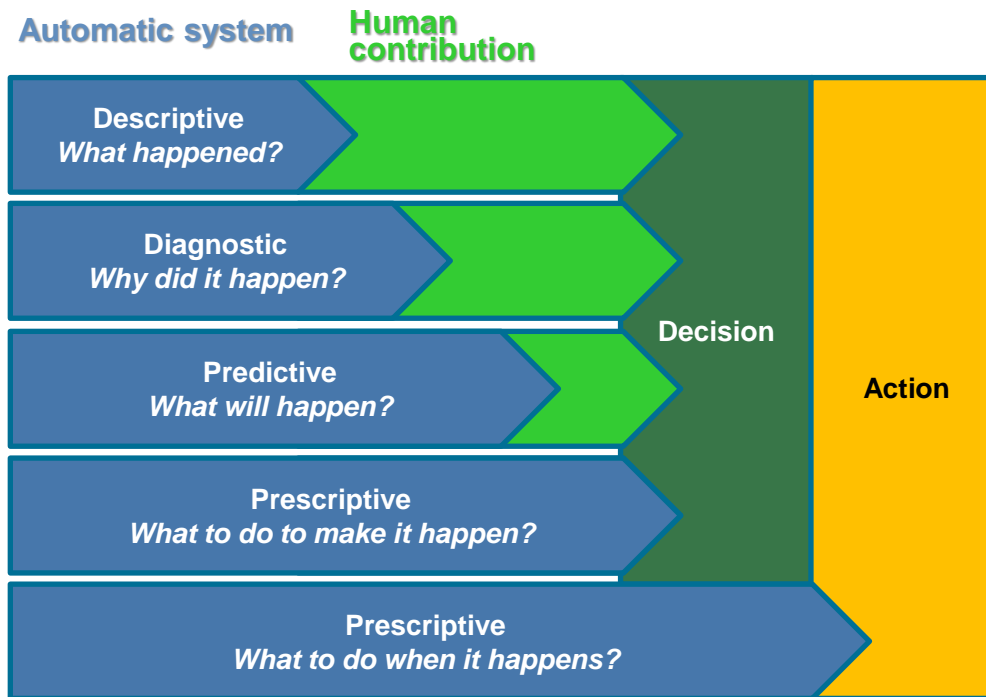 Automatic system
Human
contribution
Descriptive
What happened?
Diagnostic
Why did it happen?
Predictive
What will happen?
Prescriptive
What to do to make it happen?
Prescriptive
What to do when it happens?
Decision
Action